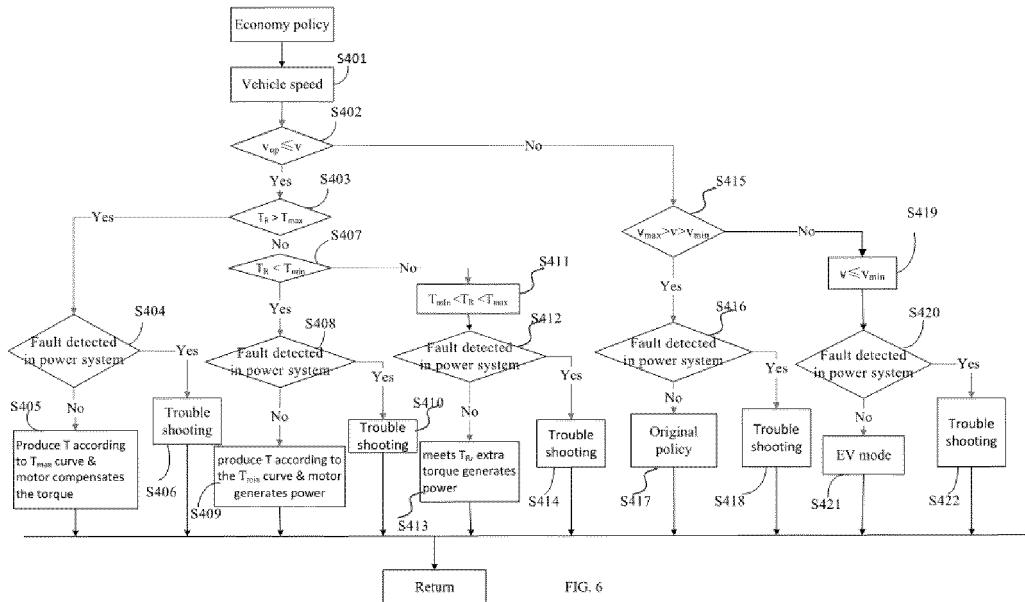 Economy policy
S401
Vehicle speed
S402
v_op ≤ v
No
Yes
S403
S415
Yes
T_R > T_max
v_max>v>v_min
No
S419
No
S407
T_R < T_min
No
S411
v ≤ v_min
T_min <T_R <T_max
Yes
Yes
S404
S408
S412
S416
S420
Fault detected
in power system
Fault detected
in power system
Fault detected
in power system
Fault detected
in power system
Fault detected
in power system
Yes
Yes
Yes
Yes
Yes
S405
No
No
S410
No
No
No
Produce T according
to T_max curve &
motor compensates
the torque
Trouble
shooting
S406
produce T according to
the T_min curve & motor
generates power
S409
Trouble
shooting
meets T_R, extra
torque generates
power
S413
Trouble
shooting
S414
Original
policy
S417
Trouble
shooting
S418
EV mode
S421
Trouble
shooting
S422
Return
FIG. 6